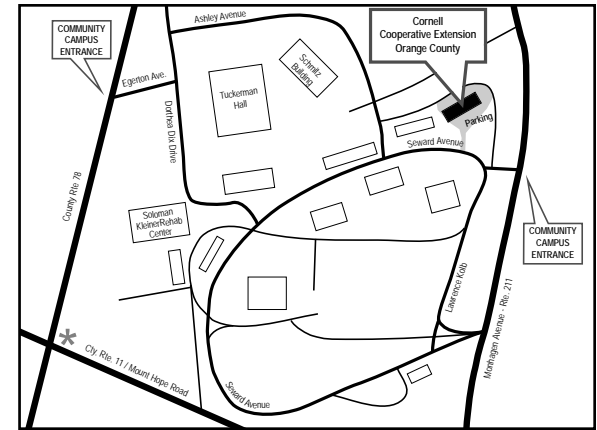 COMMUNITY
CAMPUS
ENTRANCE
Ashley Avenue
Cornell
Cooperative Extension
Orange County
Egerton Ave.
Schmitz
Building
Tuckerman
Hall
Dorthea Dix Drive
Parking
Seward Avenue
County Rte 78
Soloman
KleinerRehab
Center
COMMUNITY
CAMPUS
ENTRANCE
Lawrence Kolb
Monhagen Avenue - Rte. 211
*
Cty. Rte. 11 / Mount Hope Road
Seward Avenue